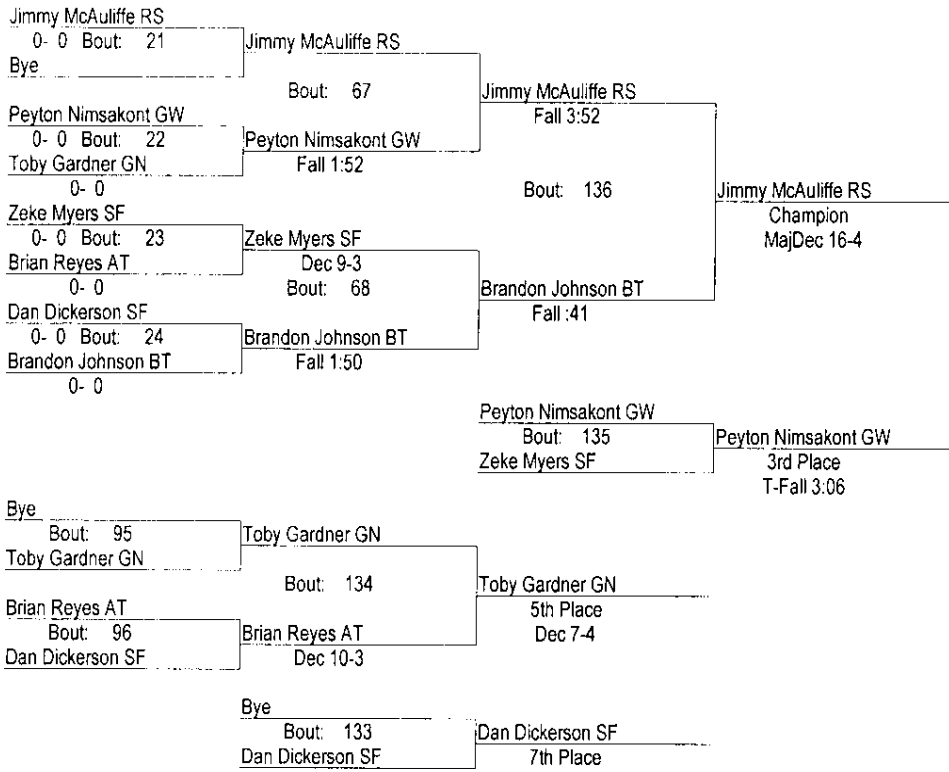 Jimmy McAuliffe RS
0- 0 Bout: 21
Bye
Jimmy McAuliffe RS
Bout: 67
Peyton Nimsakont GW
0- 0 Bout: 22
Toby Gardner GN
0- 0
Peyton Nimsakont GW
Fall 1:52
Jimmy McAuliffe RS
Fall 3:52
Zeke Myers SF
0- 0 Bout: 23
Brian Reyes AT
0- 0
Zeke Myers SF
Dec 9-3
Bout: 68
Dan Dickerson SF
0- 0 Bout: 24
Brandon Johnson BT
0- 0
Brandon Johnson BT
Fall 1:50
Brandon Johnson BT
Fall :41
Bout: 136
Jimmy McAuliffe RS
Champion
MajDec 16-4
Peyton Nimsakont GW
Bout: 135
Zeke Myers SF
Peyton Nimsakont GW
3rd Place
T-Fall 3:06
Bye
Bout: 95
Toby Gardner GN
Toby Gardner GN
Bout: 134
Brian Reyes AT
Bout: 96
Dan Dickerson SF
Brian Reyes AT
Dec 10-3
Toby Gardner GN
5th Place
Dec 7-4
Bye
Bout: 133
Dan Dickerson SF
Dan Dickerson SF
7th Place